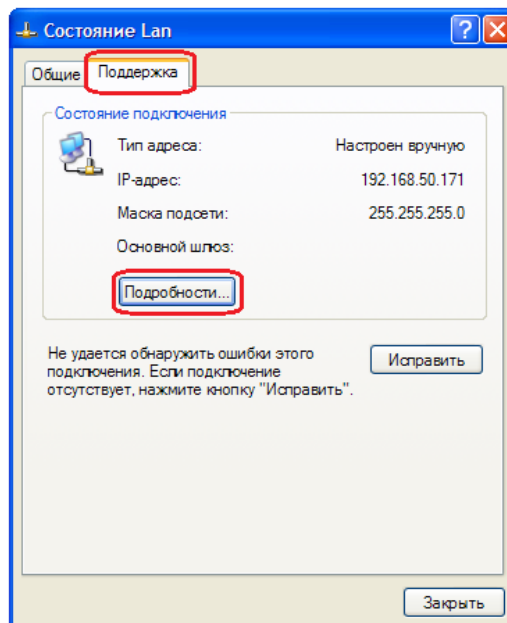 Состояние Lan
Общие Поддержка
Состояние подключения
Тип адреса: Настроен вручную
IP-адрес: 192.168.50.171
Маска подсети: 255.255.255.0
Основной шлюз:
Подробности...
Не удается обнаружить ошибки этого
подключения. Если подключение
отсутствует, нажмите кнопку "Исправить".
Исправить
Закрыть